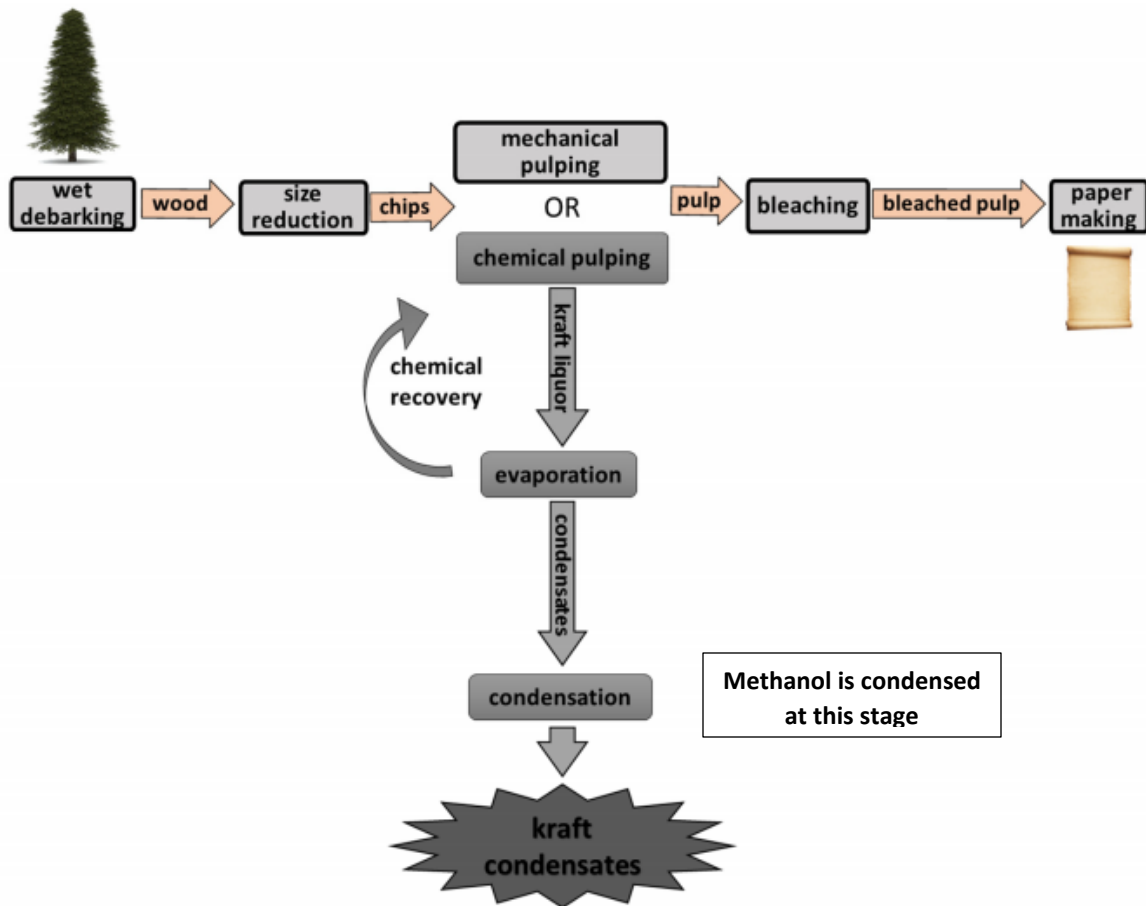 mechanical
pulping
wet
debarking
wood
size
reduction
chips
OR
pulp
bleaching
bleached pulp
paper
making
chemical pulping
kraft liquor
chemical
recovery
evaporation
condensates
condensation
Methanol is condensed
at this stage
kraft
condensates